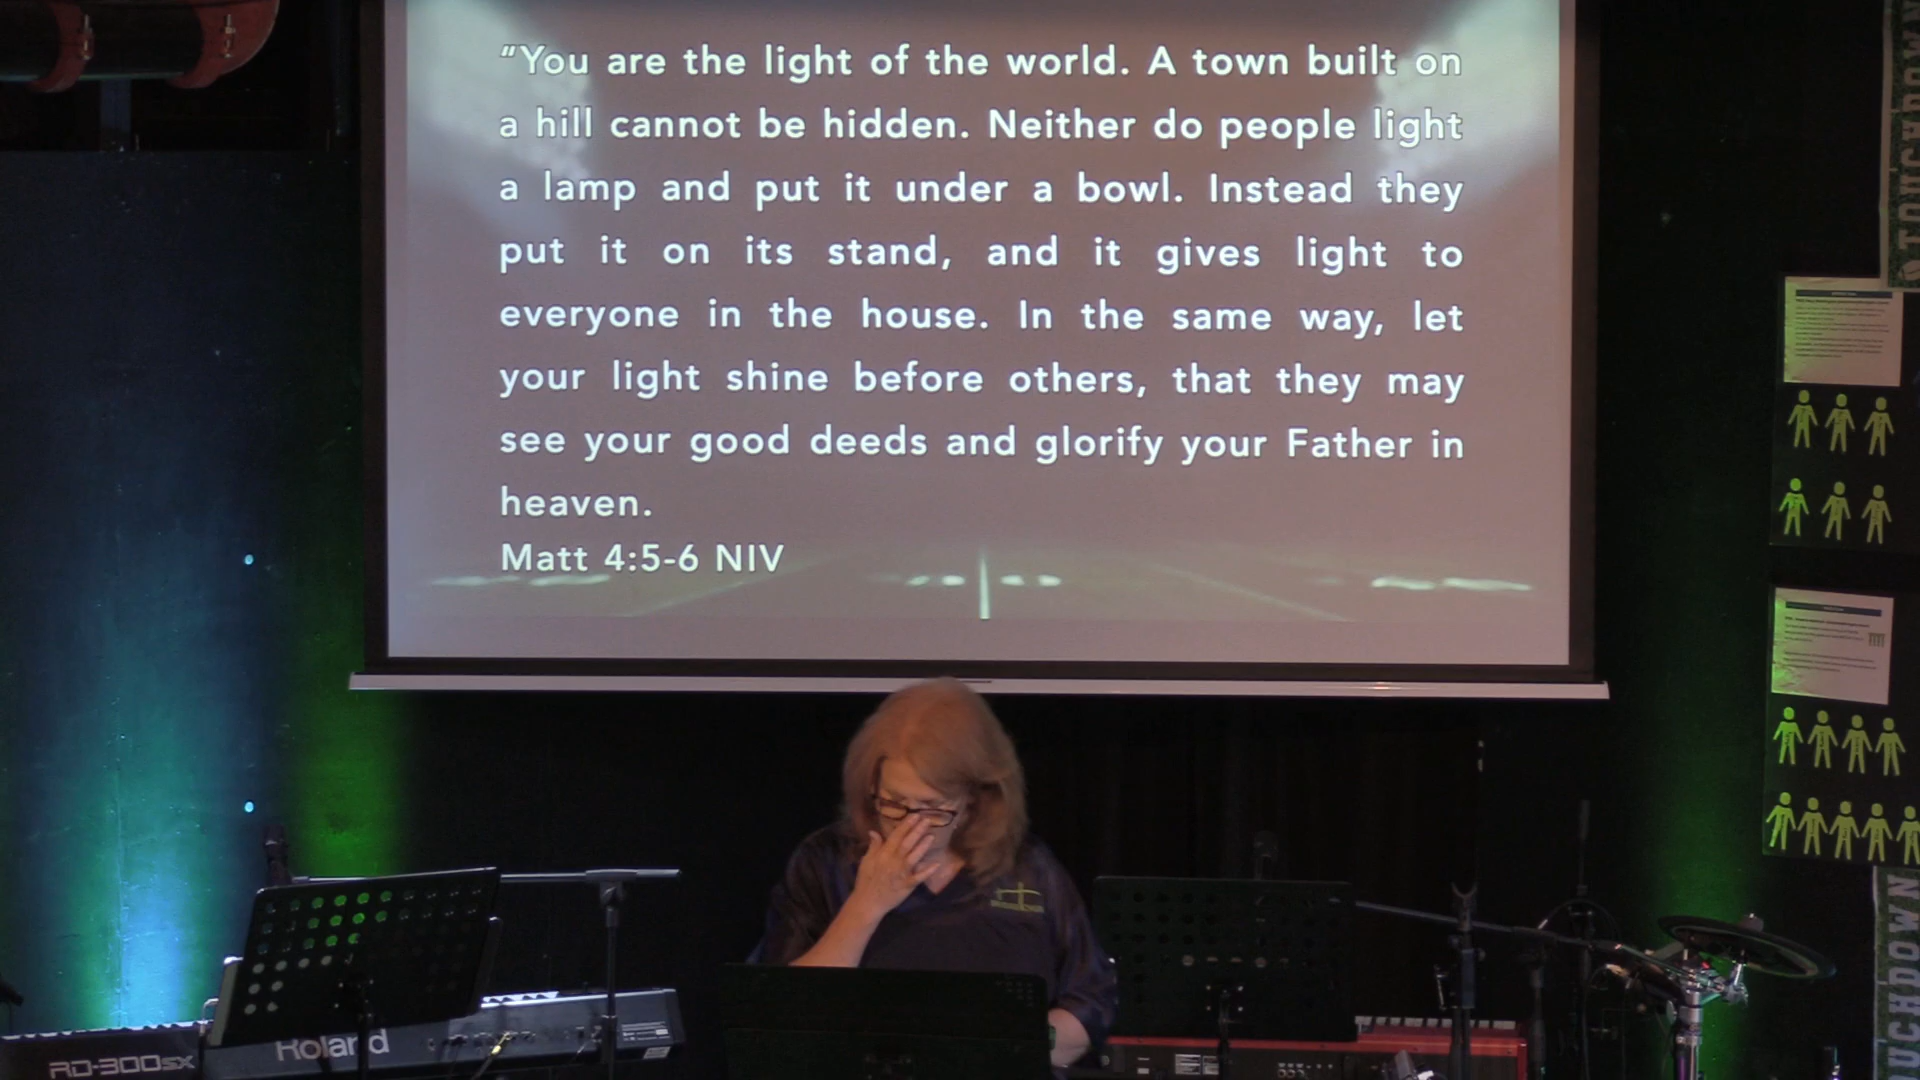 “You are the light of the world. A town built on
a hill cannot be hidden. Neither do people light
a lamp and put it under a bowl. Instead they
put it on its stand, and it gives light to
everyone in the house. In the same way, let
your light shine before others, that they may
see your good deeds and glorify your Father in
heaven.
Matt 4:5-6 NIV
TOUCHDOWN
RD-300SX
Roland